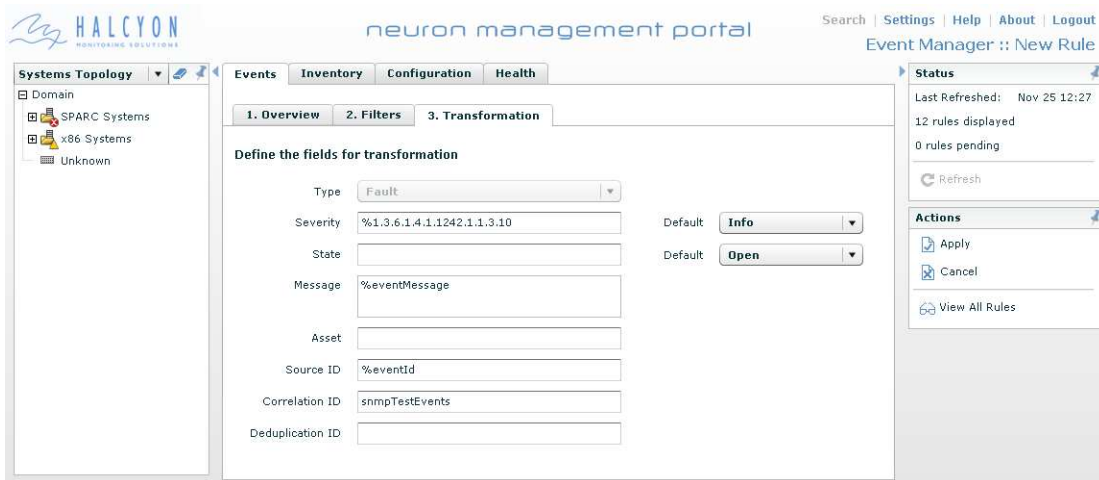 HALCYON
MONITORING SOLUTIONS
neuron management portal
Search | Settings | Help | About | Logout
Event Manager :: New Rule
Systems Topology
Domain
SPARC Systems
x86 Systems
Unknown
Events Inventory Configuration Health
1. Overview 2. Filters 3. Transformation
Define the fields for transformation
Type Fault
Severity %1.3.6.1.4.1.1242.1.1.3.10 Default Info
State Default Open
Message %eventMessage
Asset
Source ID %eventId
Correlation ID snmpTestEvents
Deduplication ID
Status
Last Refreshed: Nov 25 12:27
12 rules displayed
0 rules pending
Refresh
Actions
Apply
Cancel
View All Rules